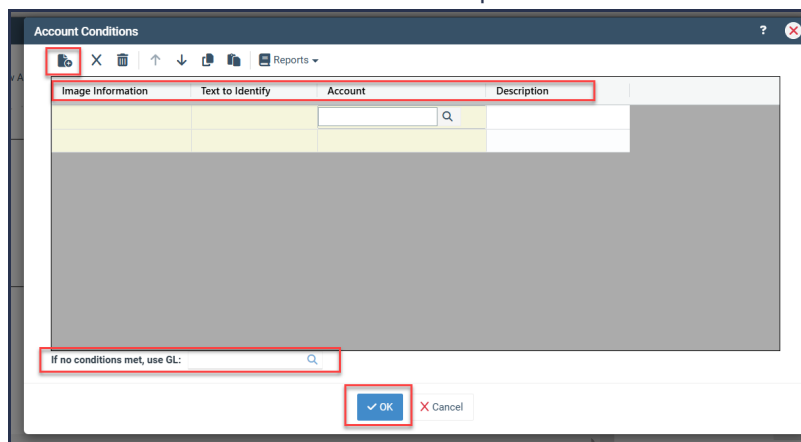 Account Conditions ?
Reports
Image Information Text to Identify Account Description
If no conditions met, use GL:
OK Cancel